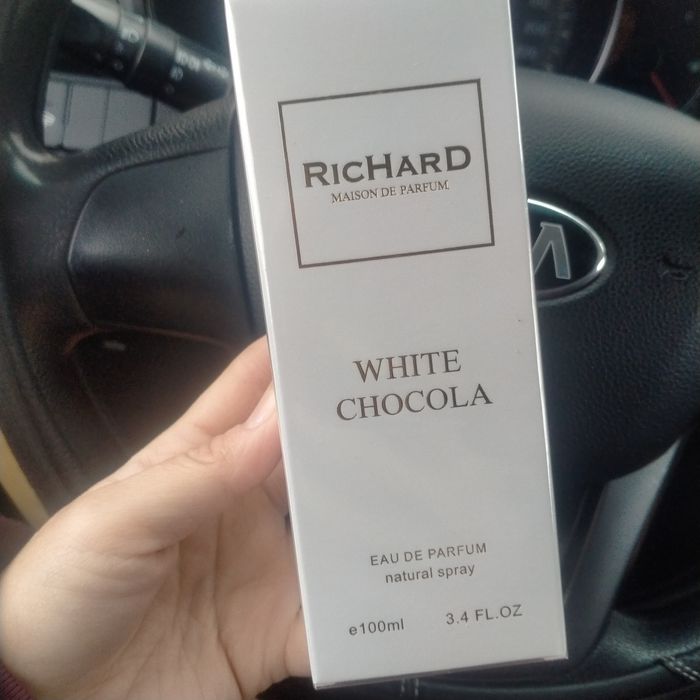 RICHARD
MAISON DE PARFUM
WHITE
CHOCOLA
EAU DE PARFUM
natural spray
e100ml 3.4 FL.OZ